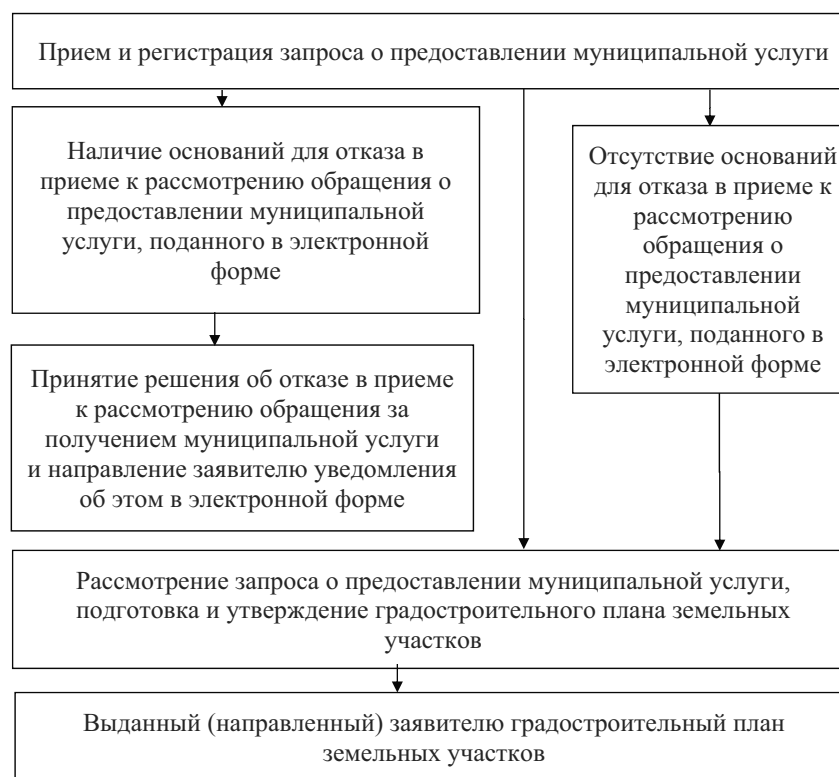 Прием и регистрация запроса о предоставлении муниципальной услуги
Наличие оснований для отказа в
приеме к рассмотрению обращения о
предоставлении муниципальной
услуги, поданного в электронной
форме
Отсутствие оснований
для отказа в приеме к
рассмотрению
обращения о
предоставлении
муниципальной
услуги, поданного в
электронной форме
Принятие решения об отказе в приеме
к рассмотрению обращения за
получением муниципальной услуги
и направление заявителю уведомления
об этом в электронной форме
Рассмотрение запроса о предоставлении муниципальной услуги,
подготовка и утверждение градостроительного плана земельных
участков
Выданный (направленный) заявителю градостроительный план
земельных участков